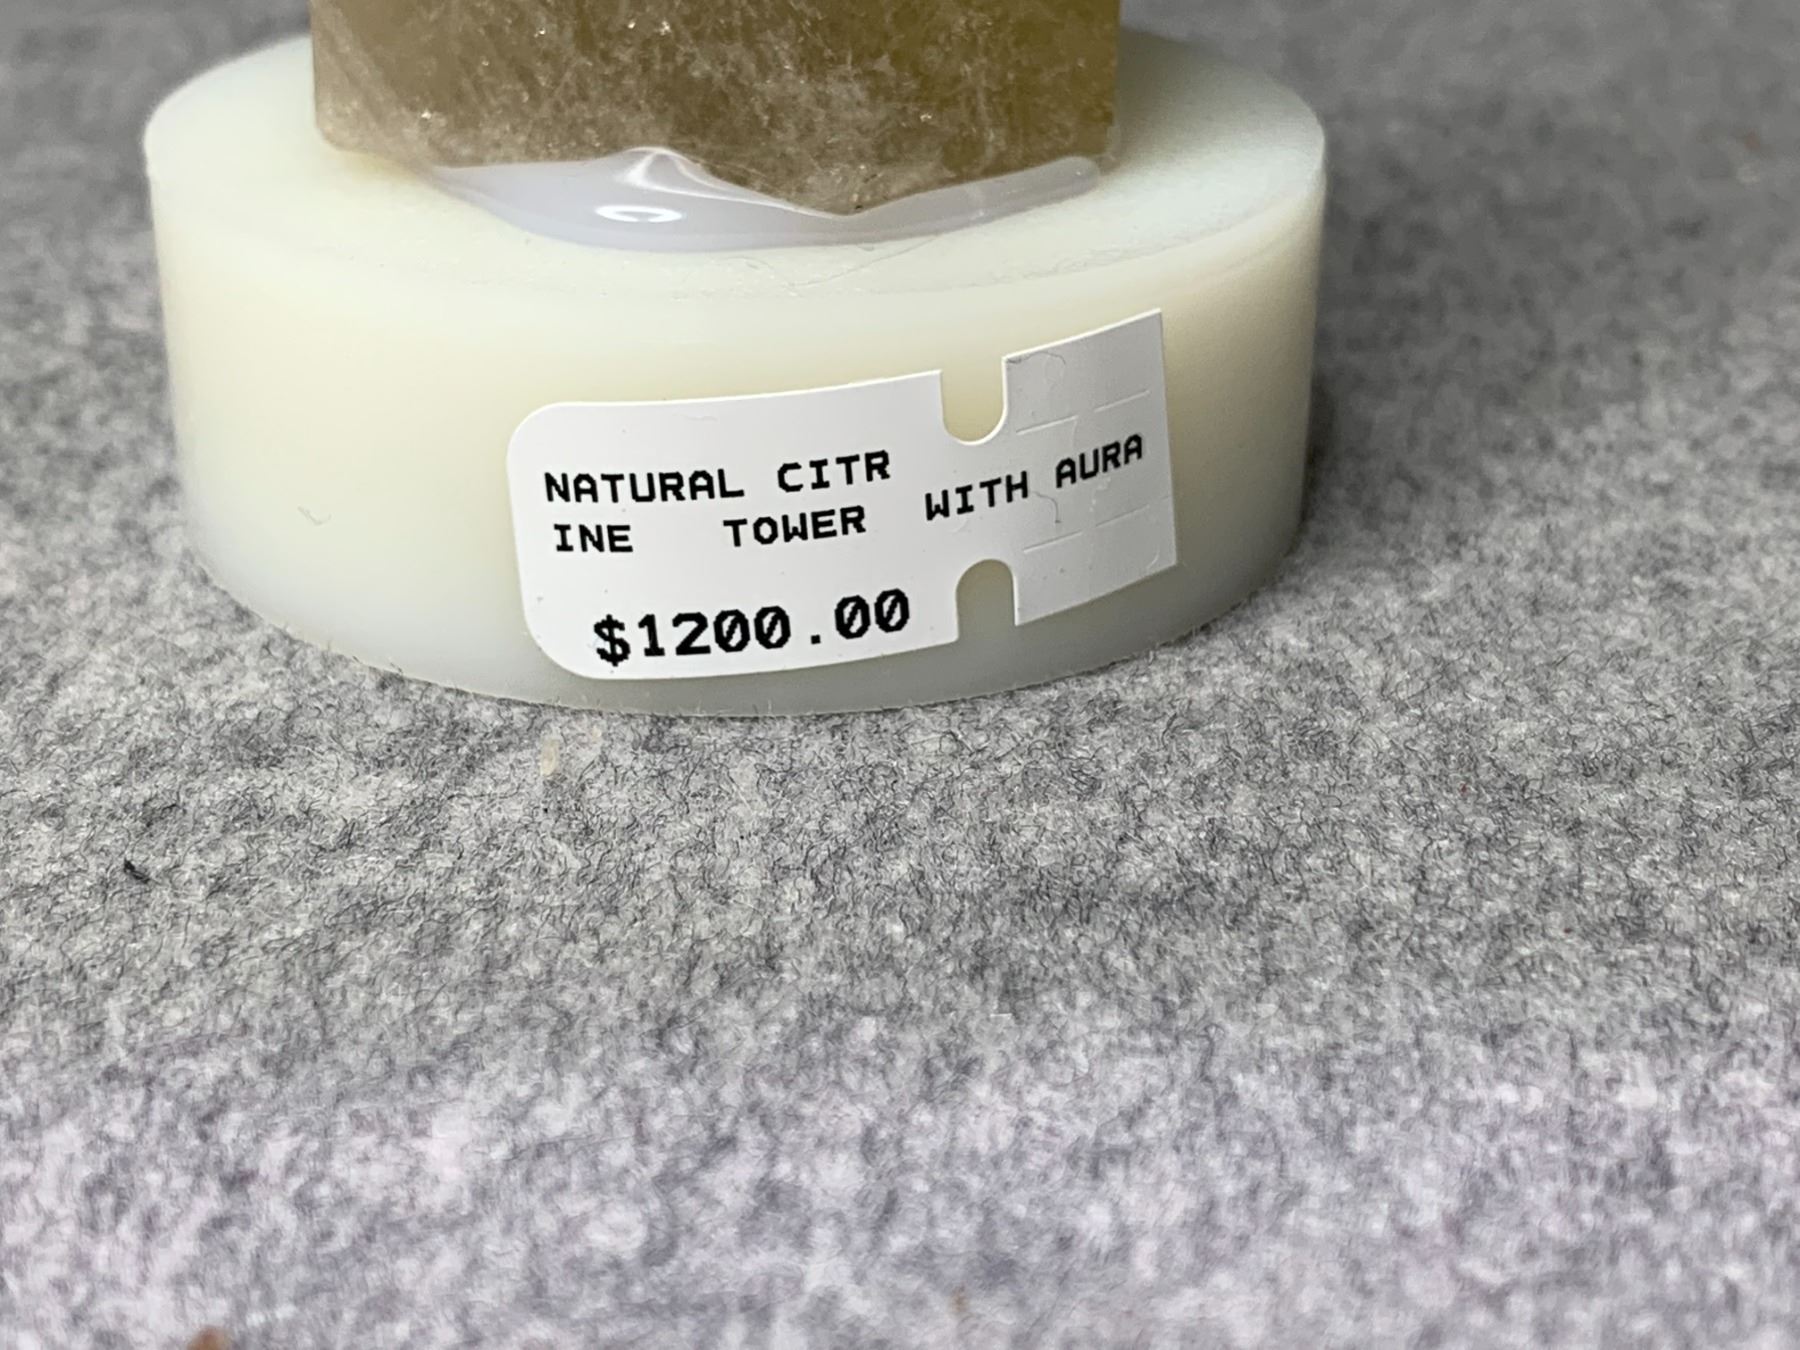 NATURAL CITR
INE TOWER WITH AURA
$1200.00